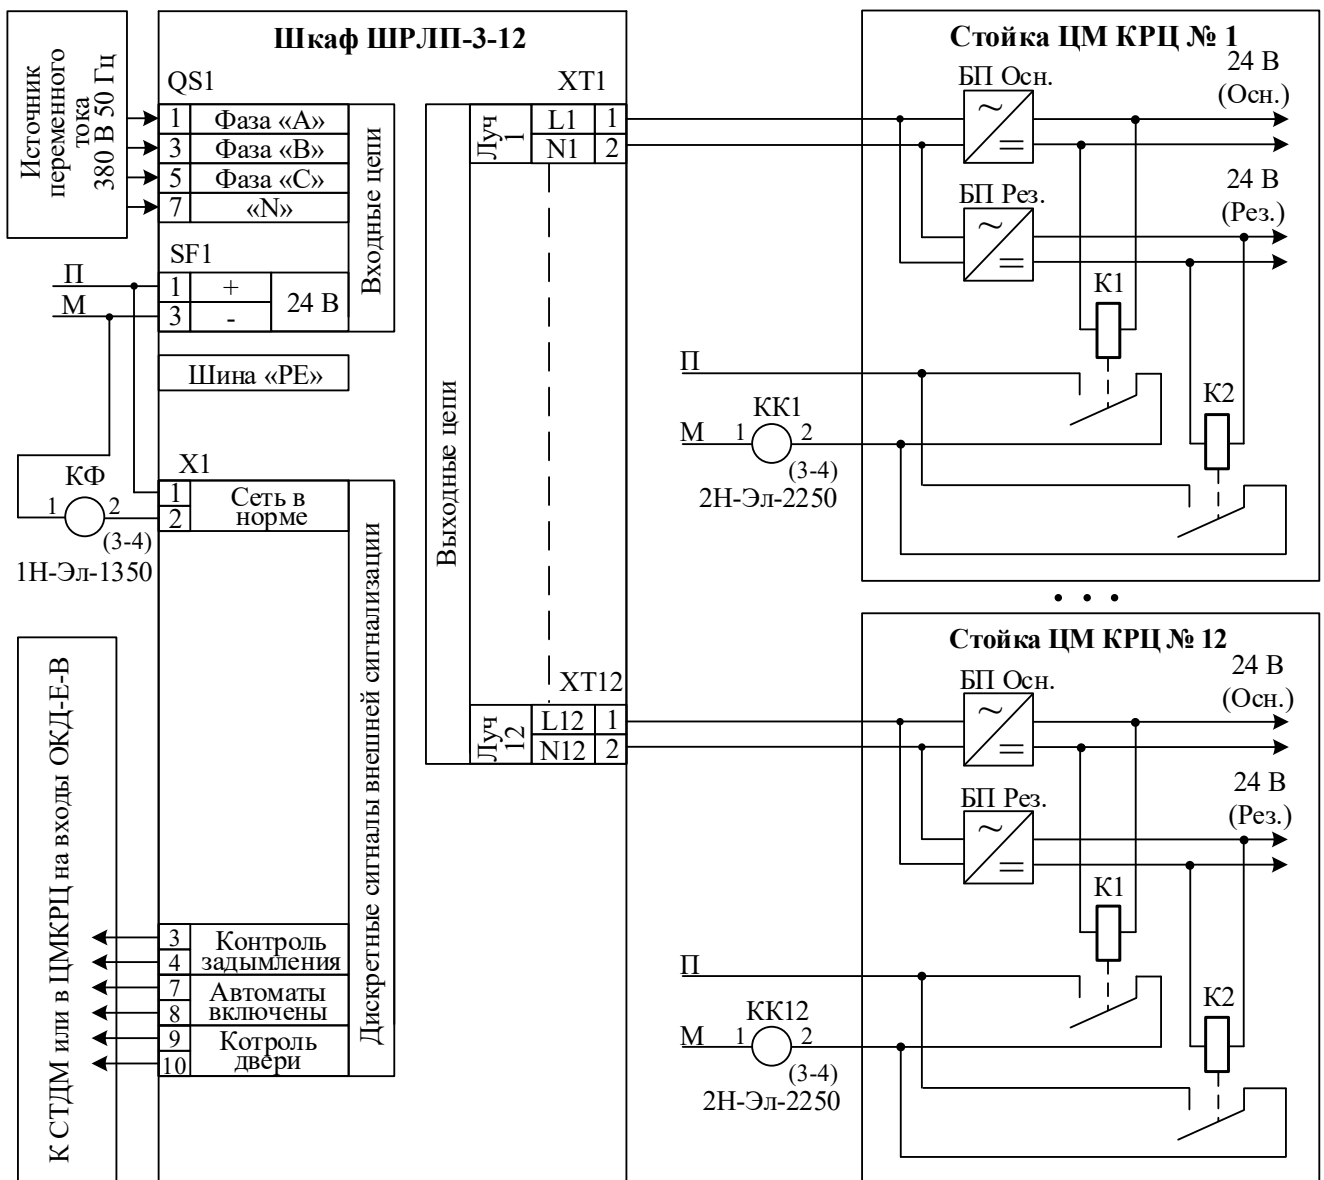 Источник
переменного
тока
380 В 50 Гц
Шкаф ШРЛП-3-12
QS1
1 Фаза «А»
3 Фаза «В»
5 Фаза «С»
7 «N»
Входные цепи
SF1
П
М
1 +
3 -
24 В
Шина «РЕ»
КФ
1 2
(3-4)
1Н-Эл-1350
X1
1
2
Сеть в
норме
Дискретные сигналы внешней сигнализации
3
4
Контроль
задымления
7
8
Автоматы
включены
9
10
Котроль
двери
К СТДМ или в ЦМКРЦ на входы ОКД-Е-В
XT1
Луч
1
L1 1
N1 2
Выходные цепи
XT12
Луч
12
L12 1
N12 2
Стойка ЦМ КРЦ № 1
БП Осн.
24 В
(Осн.)
БП Рез.
24 В
(Рез.)
К1
К2
П
КК1
М 1 2
(3-4)
2Н-Эл-2250
Стойка ЦМ КРЦ № 12
БП Осн.
24 В
(Осн.)
БП Рез.
24 В
(Рез.)
К1
К2
П
КК12
М 1 2
(3-4)
2Н-Эл-2250